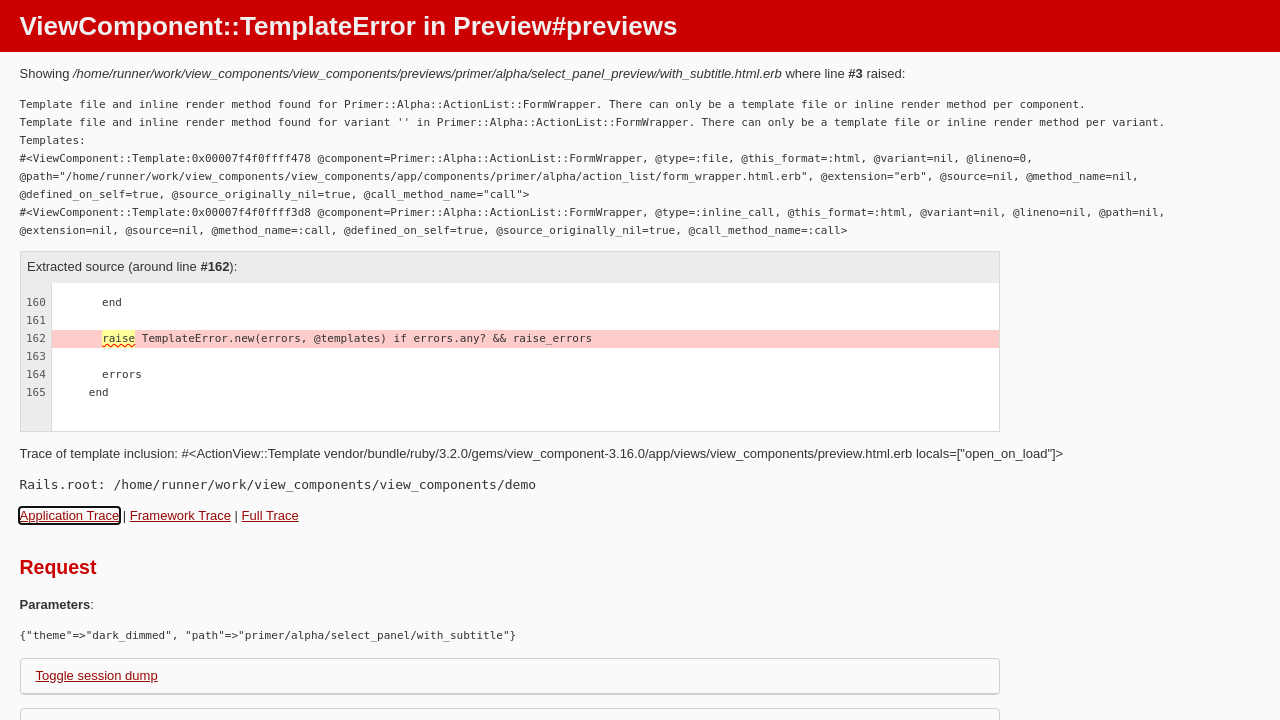 ViewComponent::TemplateError in Preview#previews
Showing /home/runner/work/view_components/view_components/previews/primer/alpha/select_panel_preview/with_subtitle.html.erb where line #3 raised:
Template file and inline render method found for Primer::Alpha::ActionList::FormWrapper. There can only be a template file or inline render method per component.
Template file and inline render method found for variant '' in Primer::Alpha::ActionList::FormWrapper. There can only be a template file or inline render method per variant.
Templates:
#<ViewComponent::Template:0x00007f4f0ffff478 @component=Primer::Alpha::ActionList::FormWrapper, @type=:file, @this_format=:html, @variant=nil, @lineno=0,
@path="/home/runner/work/view_components/view_components/app/components/primer/alpha/action_list/form_wrapper.html.erb", @extension="erb", @source=nil, @method_name=nil,
@defined_on_self=true, @source_originally_nil=true, @call_method_name="call">
#<ViewComponent::Template:0x00007f4f0ffff3d8 @component=Primer::Alpha::ActionList::FormWrapper, @type=:inline_call, @this_format=:html, @variant=nil, @lineno=nil, @path=nil,
@extension=nil, @source=nil, @method_name=:call, @defined_on_self=true, @source_originally_nil=true, @call_method_name=:call>
Extracted source (around line #162):
160 end
161
162 raise TemplateError.new(errors, @templates) if errors.any? && raise_errors
163
164 errors
165 end
Trace of template inclusion: #<ActionView::Template vendor/bundle/ruby/3.2.0/gems/view_component-3.16.0/app/views/view_components/preview.html.erb locals=["open_on_load"]>
Rails.root: /home/runner/work/view_components/view_components/demo
Application Trace | Framework Trace | Full Trace
Request
Parameters:
{"theme"=>"dark_dimmed", "path"=>"primer/alpha/select_panel/with_subtitle"}
Toggle session dump